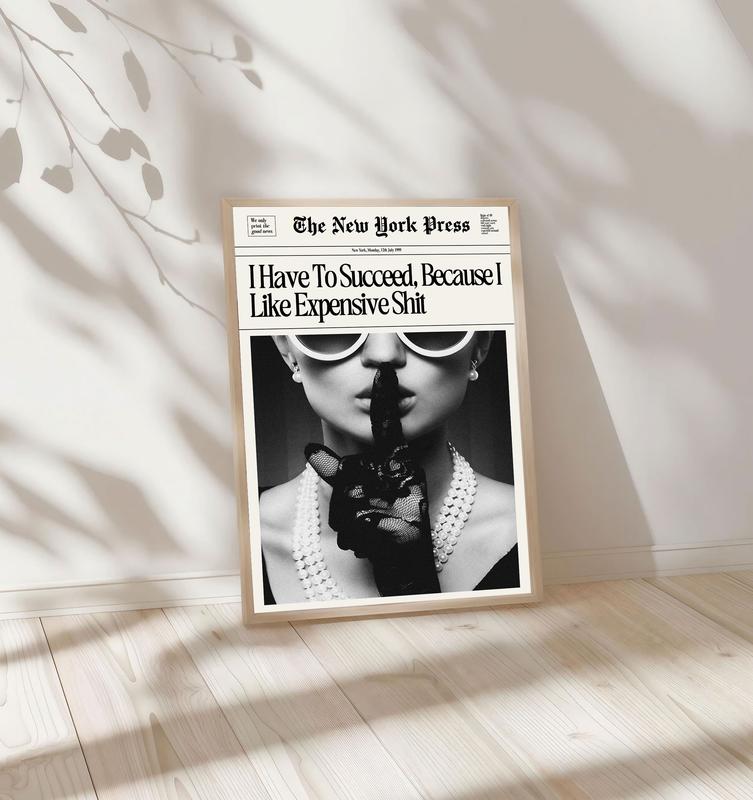 We only
print the
good news
The New York Press
New York, Monday, 12th July 1999
I Have To Succeed, Because I
Like Expensive Shit